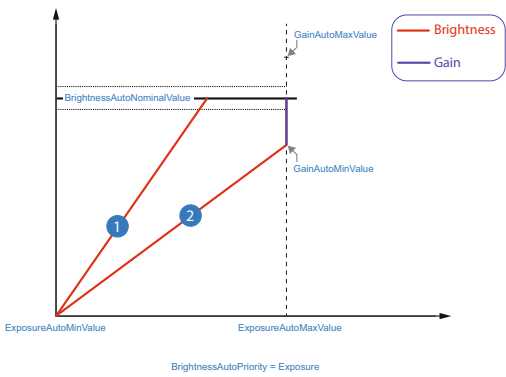 GainAutoMaxValue
Brightness
Gain
BrightnessAutoNominalValue
GainAutoMinValue
1
2
ExposureAutoMinValue
ExposureAutoMaxValue
BrightnessAutoPriority = Exposure